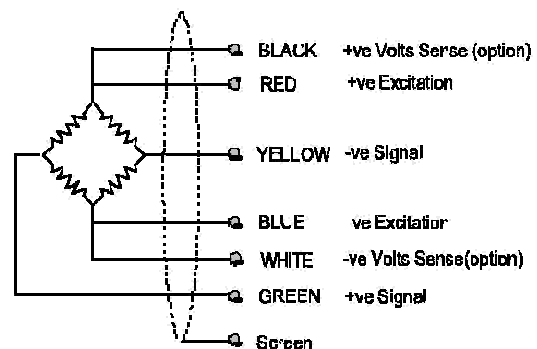 BLACK +ve Volts Sense (option)
RED +ve Excitation
YELLOW -ve Signal
BLUE ve Excitation
WHITE -ve Volts Sense(option)
GREEN +ve Signal
Screen